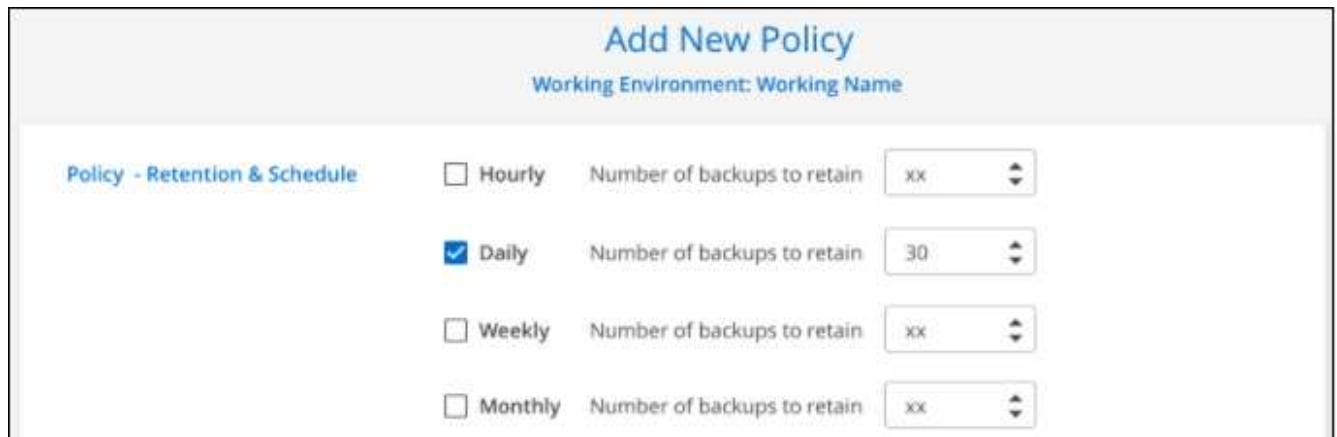 Add New Policy
Working Environment: Working Name
Policy - Retention & Schedule Hourly Number of backups to retain xx
Daily Number of backups to retain 30
Weekly Number of backups to retain xx
Monthly Number of backups to retain xx